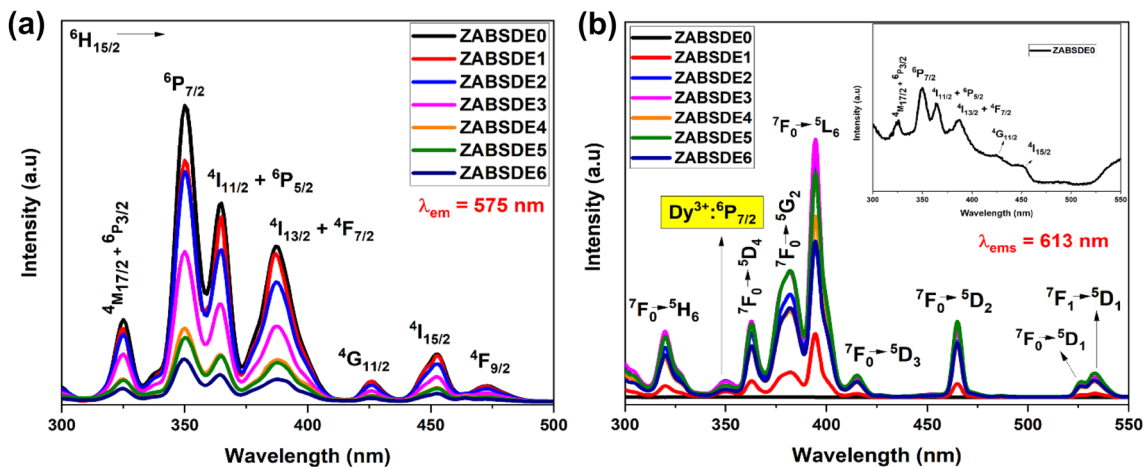 (a)
⁶H₁₅/₂
⁶P₇/₂
⁴M₁₇/₂ + ⁶P₃/₂
⁴I₁₁/₂ + ⁶P₅/₂
⁴I₁₃/₂ + ⁴F₇/₂
⁴G₁₁/₂
⁴I₁₅/₂
⁴F₉/₂
ZABSDE0
ZABSDE1
ZABSDE2
ZABSDE3
ZABSDE4
ZABSDE5
ZABSDE6
λem = 575 nm
Intensity (a.u)
300 350 400 450 500
Wavelength (nm)
(b)
ZABSDE0
ZABSDE1
ZABSDE2
ZABSDE3
ZABSDE4
ZABSDE5
ZABSDE6
Dy³⁺:⁶P₇/₂
⁷F₀→⁵H₆
⁷F₀→⁵D₄
⁷F₀→⁵G₂
⁷F₀→⁵L₆
⁷F₀→⁵D₃
⁷F₀→⁵D₂
⁷F₀→⁵D₁
⁷F₁→⁵D₁
λems = 613 nm
Intensity (a.u)
300 350 400 450 500 550
Wavelength (nm)
ZABSDE0
⁴M₁₇/₂ + ⁶P₃/₂
⁶P₇/₂
⁴I₁₁/₂ + ⁶P₅/₂
⁴I₁₃/₂ + ⁴F₇/₂
⁴G₁₁/₂
⁴I₁₅/₂
Intensity (a.u)
300 350 400 450 500 550
Wavelength (nm)